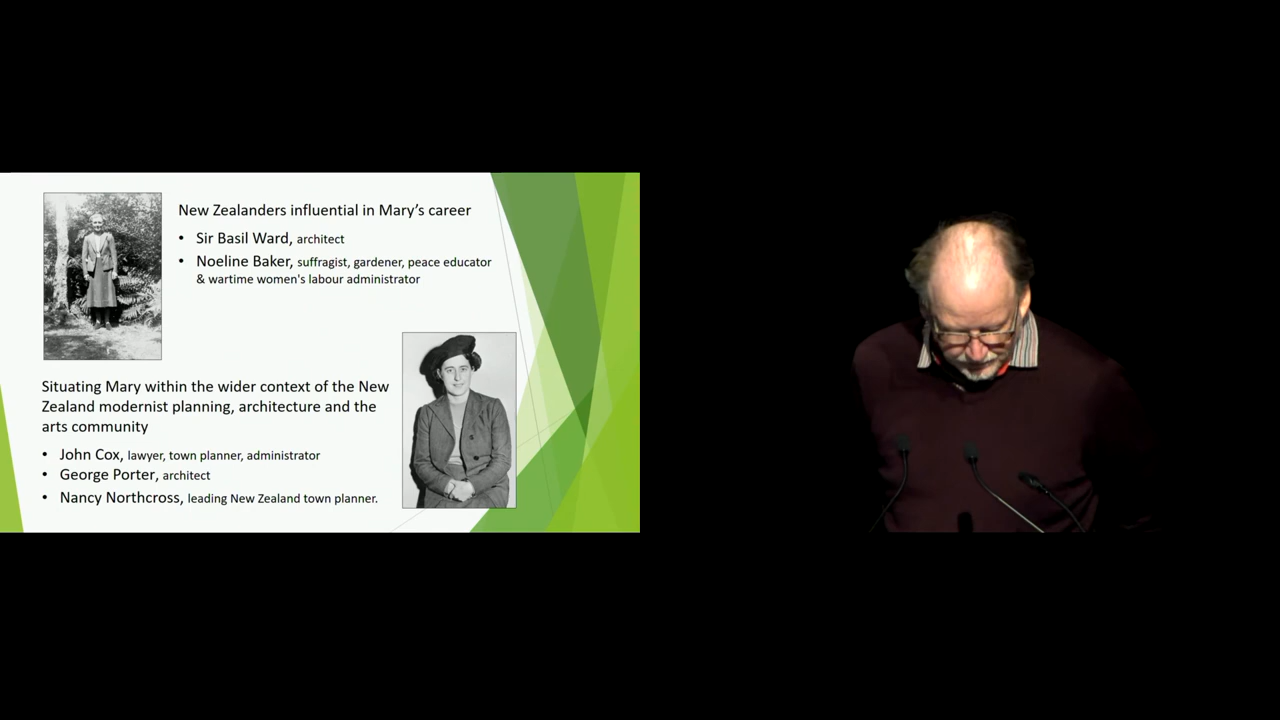 New Zealanders influential in Mary’s career
• Sir Basil Ward, architect
• Noeline Baker, suffragist, gardener, peace educator
& wartime women's labour administrator
Situating Mary within the wider context of the New
Zealand modernist planning, architecture and the
arts community
• John Cox, lawyer, town planner, administrator
• George Porter, architect
• Nancy Northcross, leading New Zealand town planner.